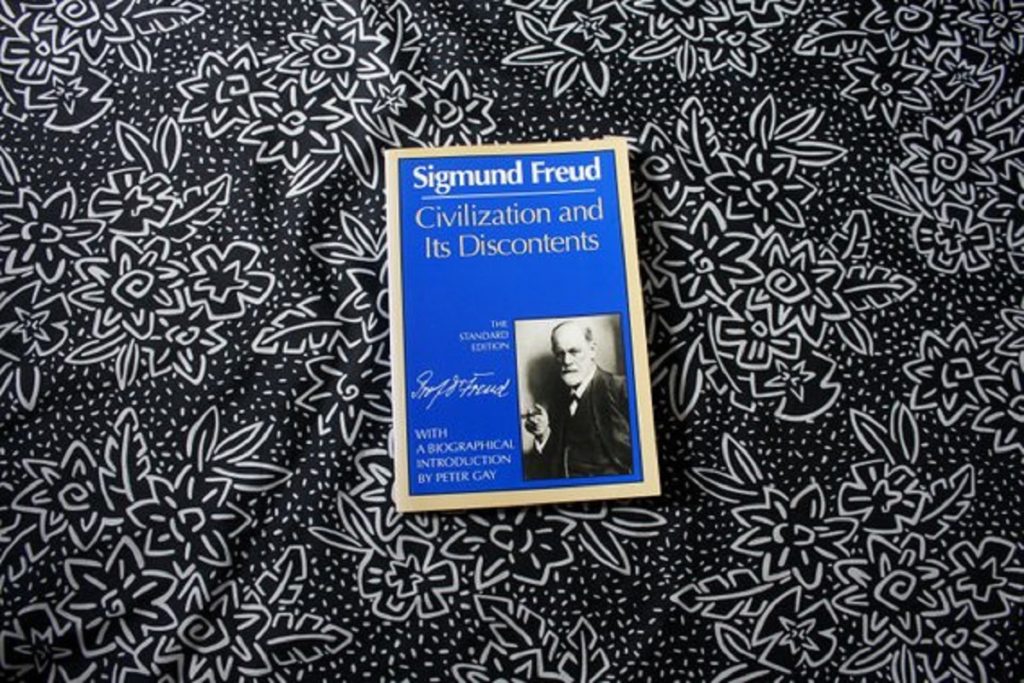 Sigmund Freud
Civilization and
Its Discontents
THE
STANDARD
EDITION
WITH
A BIOGRAPHICAL
INTRODUCTION
BY PETER GAY